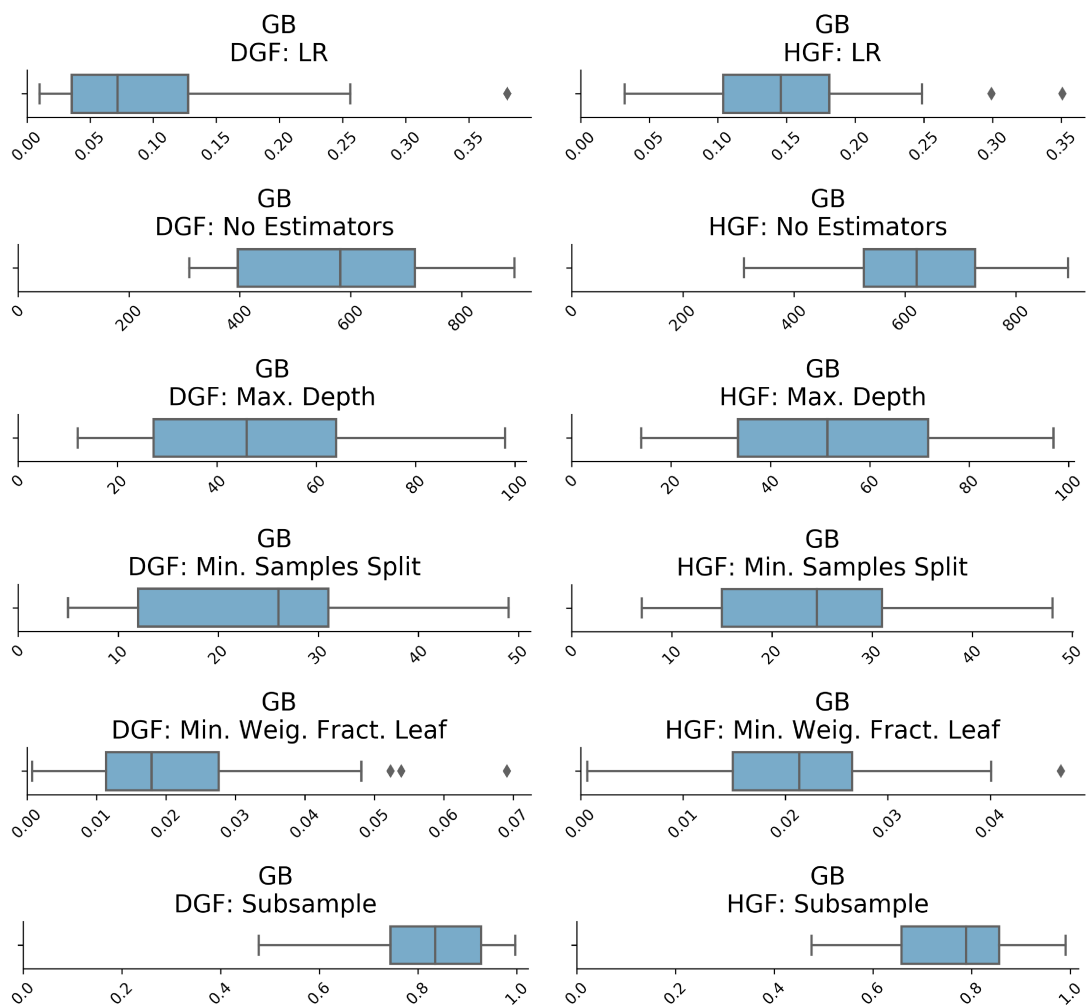 GB
DGF: LR
0.00 0.05 0.10 0.15 0.20 0.25 0.30 0.35
GB
HGF: LR
0.00 0.05 0.10 0.15 0.20 0.25 0.30 0.35
GB
DGF: No Estimators
0 200 400 600 800
GB
HGF: No Estimators
0 200 400 600 800
GB
DGF: Max. Depth
0 20 40 60 80 100
GB
HGF: Max. Depth
0 20 40 60 80 100
GB
DGF: Min. Samples Split
0 10 20 30 40 50
GB
HGF: Min. Samples Split
0 10 20 30 40 50
GB
DGF: Min. Weig. Fract. Leaf
0.00 0.01 0.02 0.03 0.04 0.05 0.06 0.07
GB
HGF: Min. Weig. Fract. Leaf
0.00 0.01 0.02 0.03 0.04
GB
DGF: Subsample
0.0 0.2 0.4 0.6 0.8 1.0
GB
HGF: Subsample
0.0 0.2 0.4 0.6 0.8 1.0